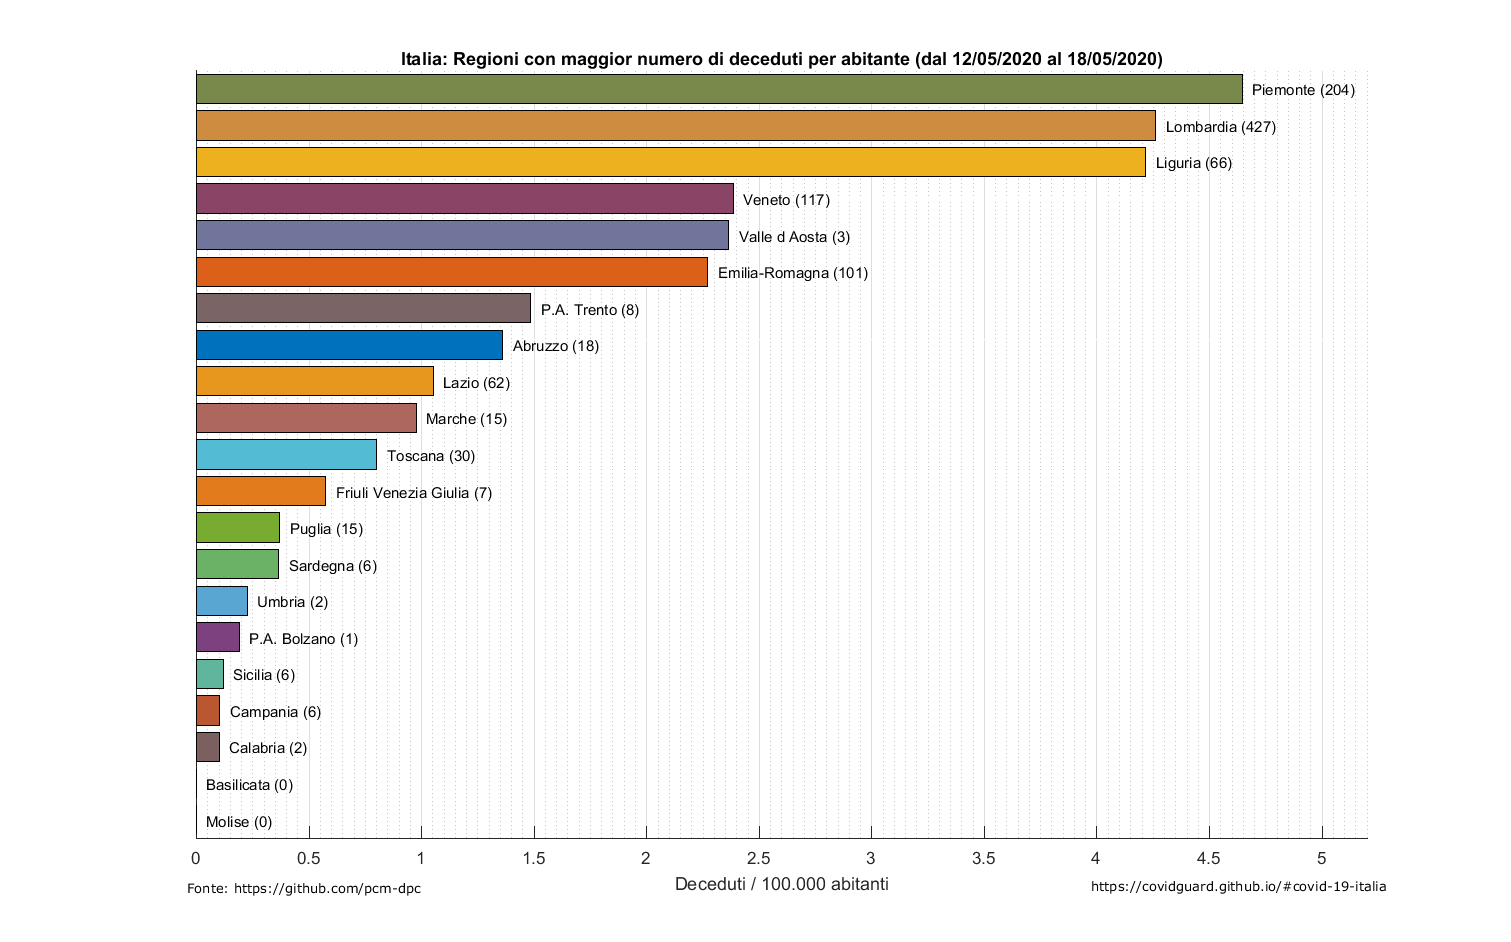 Italia: Regioni con maggior numero di deceduti per abitante (dal 12/05/2020 al 18/05/2020)
Piemonte (204)
Lombardia (427)
Liguria (66)
Veneto (117)
Valle d Aosta (3)
Emilia-Romagna (101)
P.A. Trento (8)
Abruzzo (18)
Lazio (62)
Marche (15)
Toscana (30)
Friuli Venezia Giulia (7)
Puglia (15)
Sardegna (6)
Umbria (2)
P.A. Bolzano (1)
Sicilia (6)
Campania (6)
Calabria (2)
Basilicata (0)
Molise (0)
0 0.5 1 1.5 2 2.5 3 3.5 4 4.5 5
Deceduti / 100.000 abitanti
Fonte: https://github.com/pcm-dpc
https://covidguard.github.io/#covid-19-italia